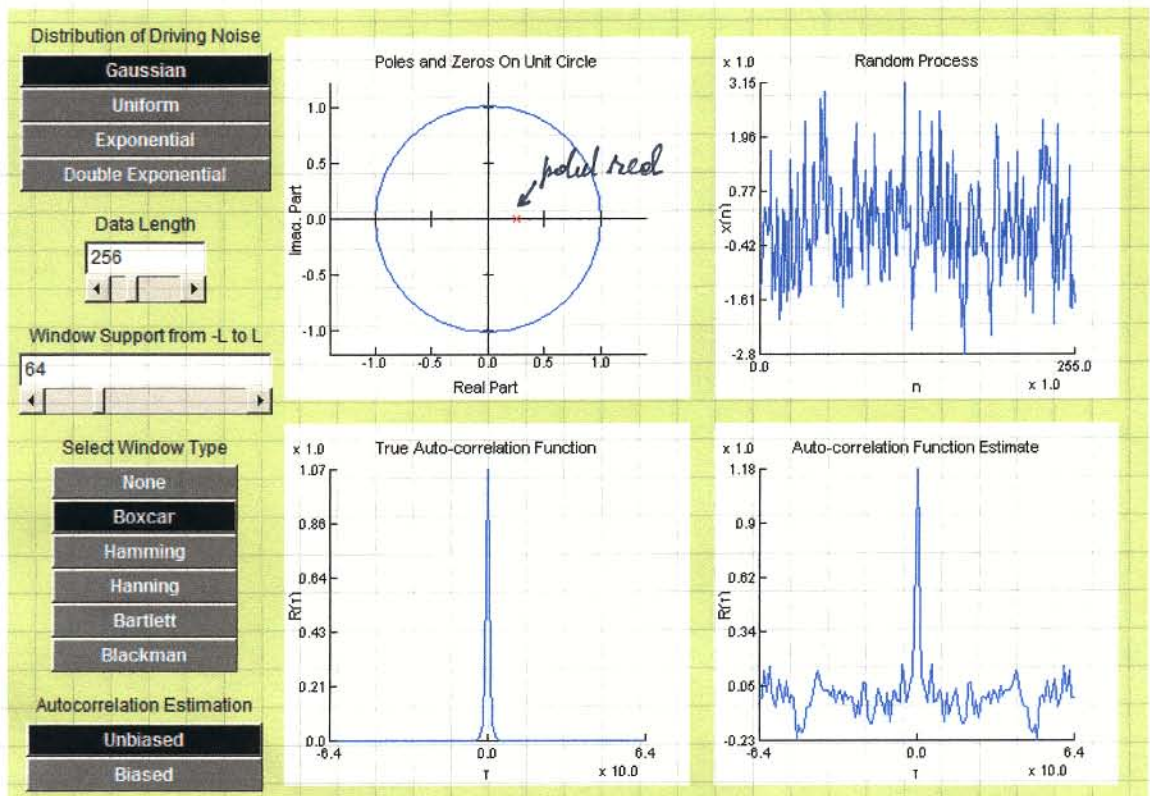 Distribution of Driving Noise
Gaussian
Uniform
Exponential
Double Exponential
Data Length
256
Window Support from -L to L
64
Select Window Type
None
Boxcar
Hamming
Hanning
Bartlett
Blackman
Autocorrelation Estimation
Unbiased
Biased
Poles and Zeros On Unit Circle
1.0
0.5
0.0
-0.5
-1.0
Imag. Part
-1.0 -0.5 0.0 0.5 1.0
Real Part
red
x 1.0 Random Process
3.15
1.96
0.77
-0.42
-1.61
-2.8
x(n)
0.0 255.0
n x 1.0
x 1.0 True Auto-correlation Function
1.07
0.86
0.64
0.43
0.21
0.0
R(τ)
-6.4 0.0 6.4
τ x 10.0
x 1.0 Auto-correlation Function Estimate
1.18
0.9
0.62
0.34
0.05
-0.23
R(τ)
-6.4 0.0 6.4
τ x 10.0